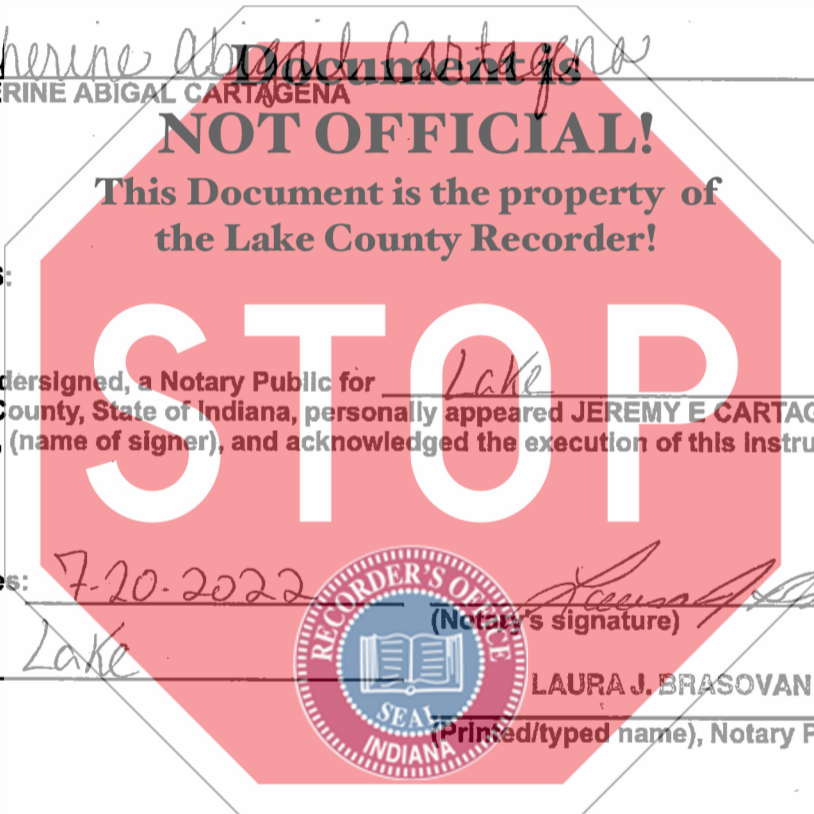 herine Abigail Cartagena
Document is
RINE ABIGAL CARTAGENA
NOT OFFICIAL!
This Document is the property of
the Lake County Recorder!
s:
STOP
dersigned, a Notary Public for Lake
County, State of Indiana, personally appeared JEREMY E CARTAG
, (name of signer), and acknowledged the execution of this instru
es: 7-20-2022
(Notary's signature)
Lake
RECORDER'S OFFICE
SEAL
INDIANA
LAURA J. BRASOVAN
(Printed/typed name), Notary P